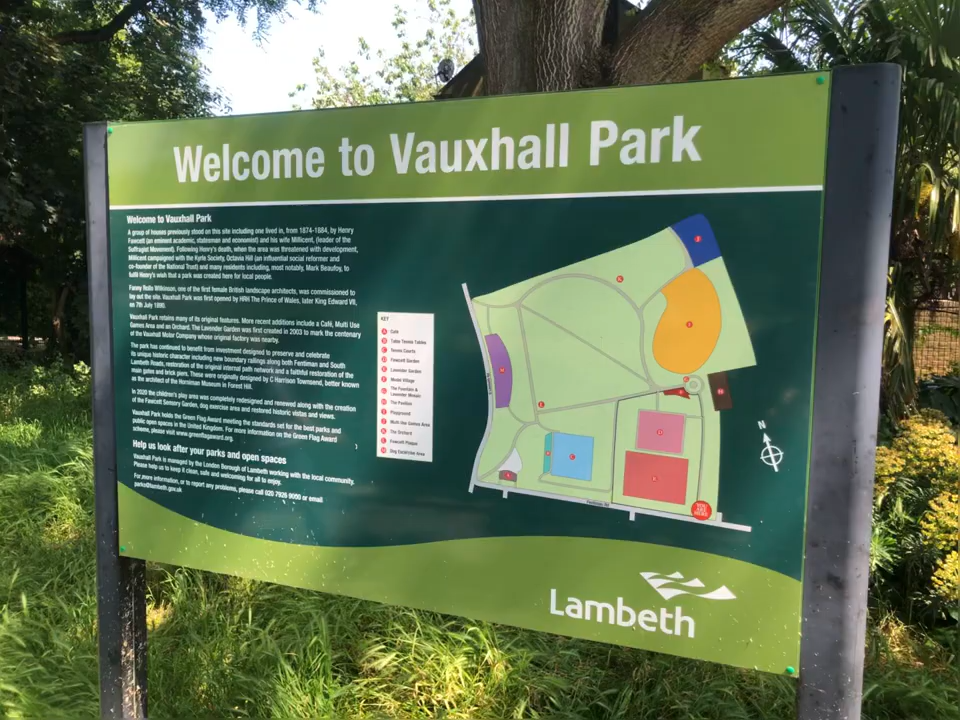 Welcome to Vauxhall Park
Welcome to Vauxhall Park
A group of houses previously stood on this site including one lived in, from 1874-1884, by Henry
Fawcett (an eminent academic, statesman and economist) and his wife Millicent, (leader of the
Suffragist Movement). Following Henry's death, when the area was threatened with development,
Millicent campaigned with the Kyrle Society, Octavia Hill (an influential social reformer and
co-founder of the National Trust) and many residents including, most notably, Mark Beaufoy, to
fulfil Henry's wish that a park was created here for local people.
Fanny Rollo Wilkinson, one of the first female British landscape architects, was commissioned to
lay out the site. Vauxhall Park was first opened by HRH The Prince of Wales, later King Edward VII,
on 7th July 1890.
Vauxhall Park retains many of its original features. More recent additions include a Café, Multi Use
Games Area and an Orchard. The Lavender Garden was first created in 2003 to mark the centenary
of the Vauxhall Motor Company whose original factory was nearby.
The park has continued to benefit from investment designed to preserve and celebrate
its unique historic character including new boundary railings along both Fentiman and South
Lambeth Roads, restoration of the original internal path network and a faithful restoration of the
main gates and brick piers. These were originally designed by C Harrison Townsend, better known
as the architect of the Horniman Museum in Forest Hill.
In 2020 the children's play area was completely redesigned and renewed along with the creation
of the Fawcett Sensory Garden, dog exercise area and restored historic vistas and views.
Vauxhall Park holds the Green Flag Award meeting the standards set for the best parks and
public open spaces in the United Kingdom. For more information on the Green Flag Award
scheme, please visit www.greenflagaward.org.
Help us look after your parks and open spaces
Vauxhall Park is managed by the London Borough of Lambeth working with the local community.
Please help us to keep it clean, safe and welcoming for all to enjoy.
For more information, or to report any problems, please call 020 7926 9000 or email
parks@lambeth.gov.uk
KEY
Cafe
Table Tennis Tables
Tennis Courts
Fawcett Garden
Lavender Garden
Model Village
The Fountain &
Lavender Mosaic
The Pavilion
Playground
Multi-Use Games Area
The Orchard
Fawcett Plaque
Dog Exercise Area
Fentiman Rd
YOU
ARE
HERE
N
Lambeth